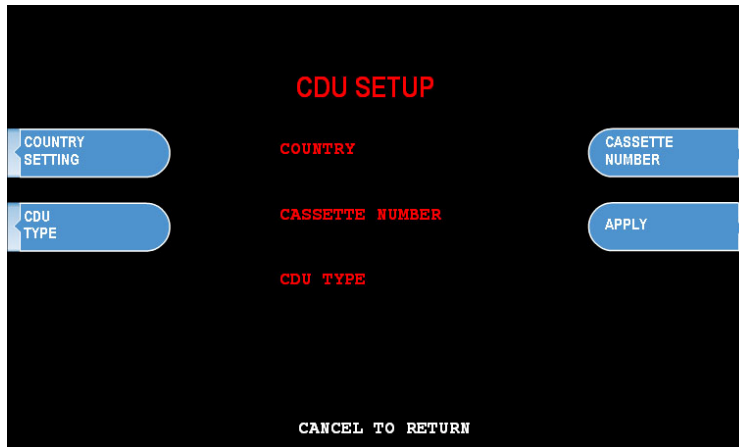 CDU SETUP
COUNTRY
SETTING
COUNTRY
CASSETTE
NUMBER
CDU
TYPE
CASSETTE NUMBER
APPLY
CDU TYPE
CANCEL TO RETURN